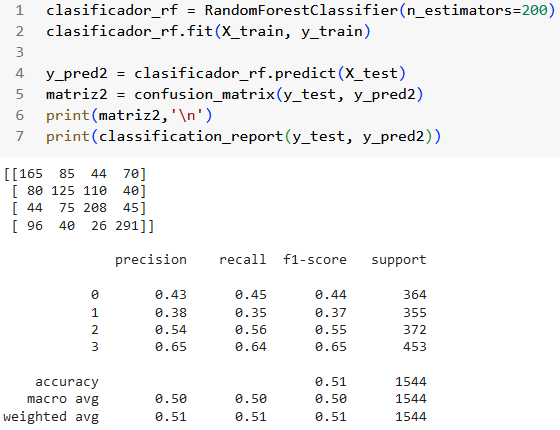 1 clasificador_rf = RandomForestClassifier(n_estimators=200)
2 clasificador_rf.fit(X_train, y_train)
3
4 y_pred2 = clasificador_rf.predict(X_test)
5 matriz2 = confusion_matrix(y_test, y_pred2)
6 print(matriz2,'\n')
7 print(classification_report(y_test, y_pred2))
[[165 85 44 70]
[ 80 125 110 40]
[ 44 75 208 45]
[ 96 40 26 291]]
precision recall f1-score support
0 0.43 0.45 0.44 364
1 0.38 0.35 0.37 355
2 0.54 0.56 0.55 372
3 0.65 0.64 0.65 453
accuracy 0.51 1544
macro avg 0.50 0.50 0.50 1544
weighted avg 0.51 0.51 0.51 1544